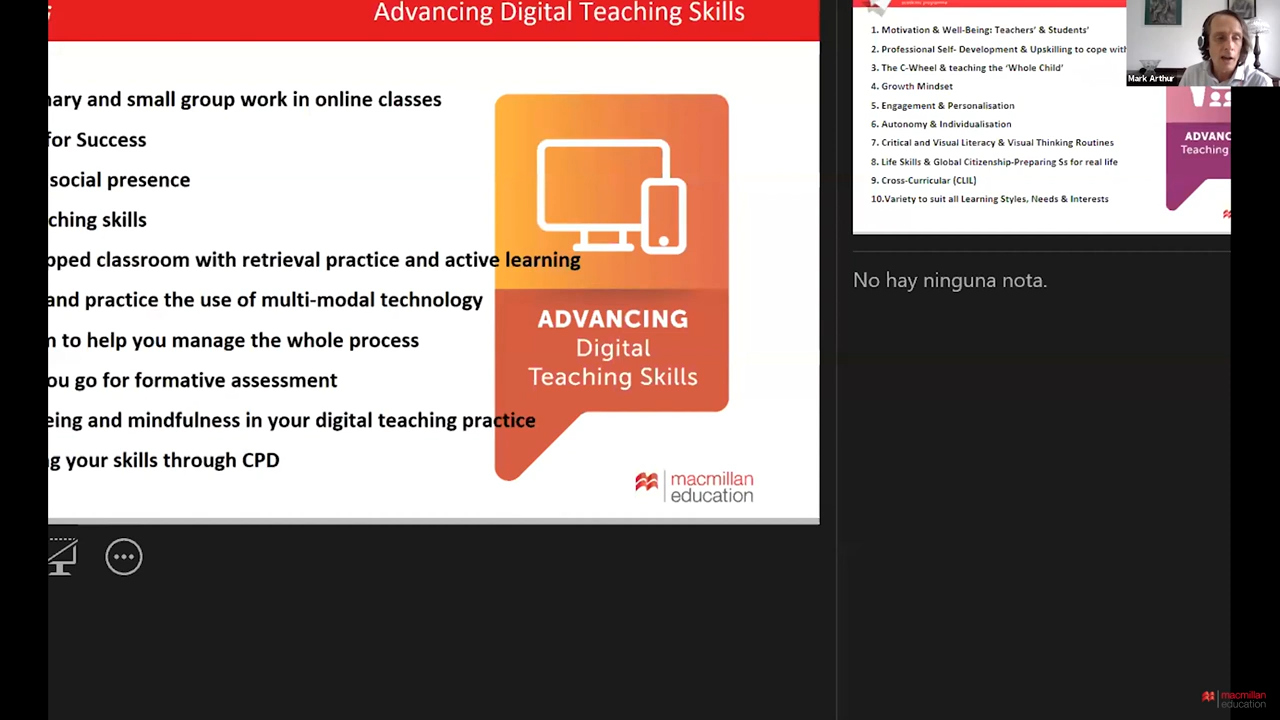 Advancing Digital Teaching Skills
and small group work in online classes
for Success
social presence
skills
classroom with retrieval practice and active learning
and practice the use of multi-modal technology
to help you manage the whole process
go for formative assessment
and mindfulness in your digital teaching practice
your skills through CPD
ADVANCING
Digital
Teaching Skills
macmillan
education
1. Motivation & Well-Being: Teachers' & Students'
2. Professional Self- Development & Upskilling to cope with
3. The C-Wheel & teaching the 'Whole Child'
4. Growth Mindset
5. Engagement & Personalisation
6. Autonomy & Individualisation
7. Critical and Visual Literacy & Visual Thinking Routines
8. Life Skills & Global Citizenship-Preparing Ss for real life
9. Cross-Curricular (CLIL)
10.Variety to suit all Learning Styles, Needs & Interests
Teaching
Mark Arthur
No hay ninguna nota.
macmillan
education